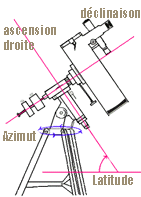 déclinaison
ascension
droite
Azimut
Latitude